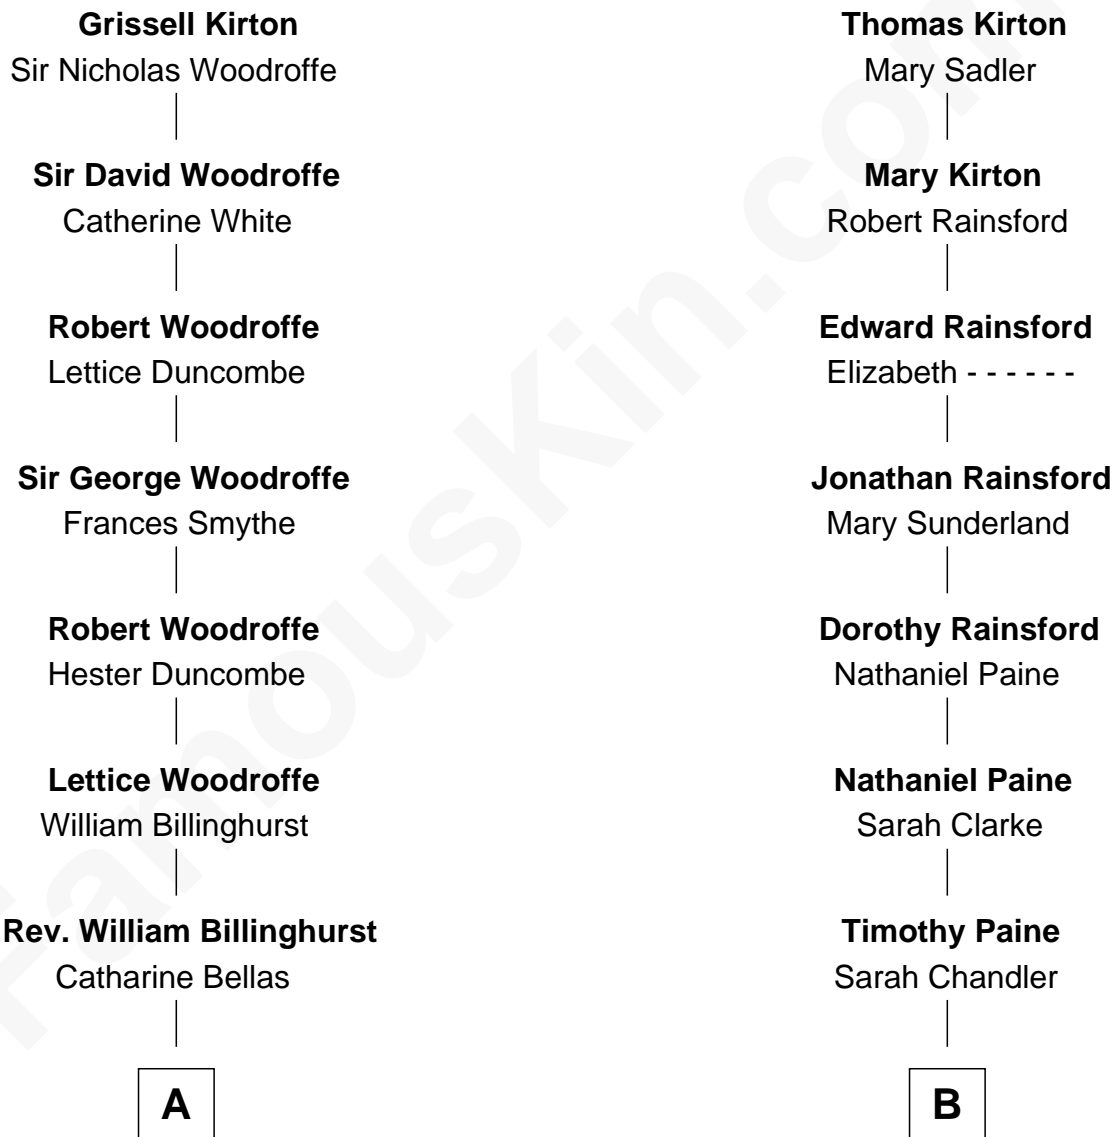 Grissell Kirton
Sir Nicholas Woodroffe
Sir David Woodroffe
Catherine White
Robert Woodroffe
Lettice Duncombe
Sir George Woodroffe
Frances Smythe
Robert Woodroffe
Hester Duncombe
Lettice Woodroffe
William Billinghurst
Rev. William Billinghurst
Catharine Bellas
A
Thomas Kirton
Mary Sadler
Mary Kirton
Robert Rainsford
Edward Rainsford
Elizabeth - - - - - -
Jonathan Rainsford
Mary Sunderland
Dorothy Rainsford
Nathaniel Paine
Nathaniel Paine
Sarah Clarke
Timothy Paine
Sarah Chandler
B
FamousKin.com